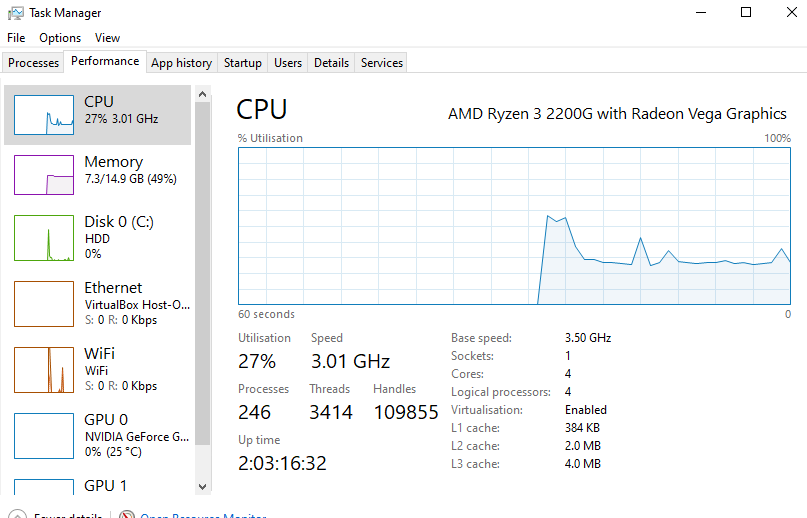 Task Manager
File Options View
Processes Performance App history Startup Users Details Services
CPU
27% 3.01 GHz
Memory
7.3/14.9 GB (49%)
Disk 0 (C:)
HDD
0%
Ethernet
VirtualBox Host-O...
S: 0 R: 0 Kbps
WiFi
WiFi
S: 0 R: 0 Kbps
GPU 0
NVIDIA GeForce G...
0% (25 °C)
GPU 1
CPU AMD Ryzen 3 2200G with Radeon Vega Graphics
% Utilisation 100%
60 seconds 0
Utilisation Speed
27% 3.01 GHz
Processes Threads Handles
246 3414 109855
Up time
2:03:16:32
Base speed: 3.50 GHz
Sockets: 1
Cores: 4
Logical processors: 4
Virtualisation: Enabled
L1 cache: 384 KB
L2 cache: 2.0 MB
L3 cache: 4.0 MB
Fewer details Open Resource Monitor